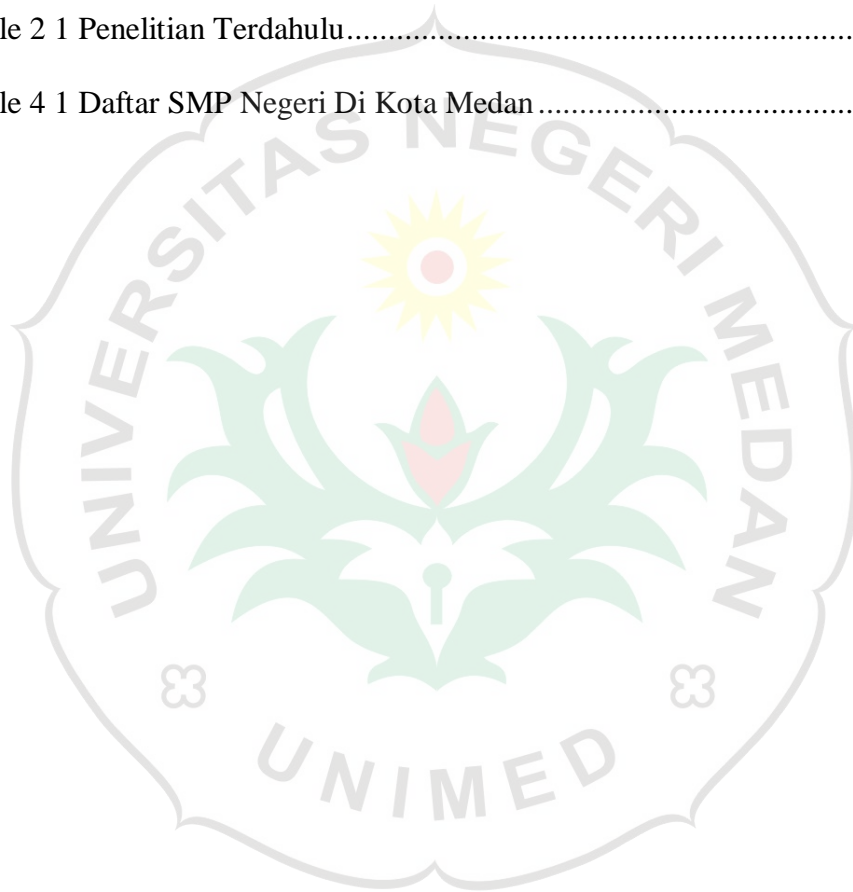 le 2 1 Penelitian Terdahulu..............................................................
le 4 1 Daftar SMP Negeri Di Kota Medan.......................................
UNIVERSITAS NEGERI MEDAN
UNIMED